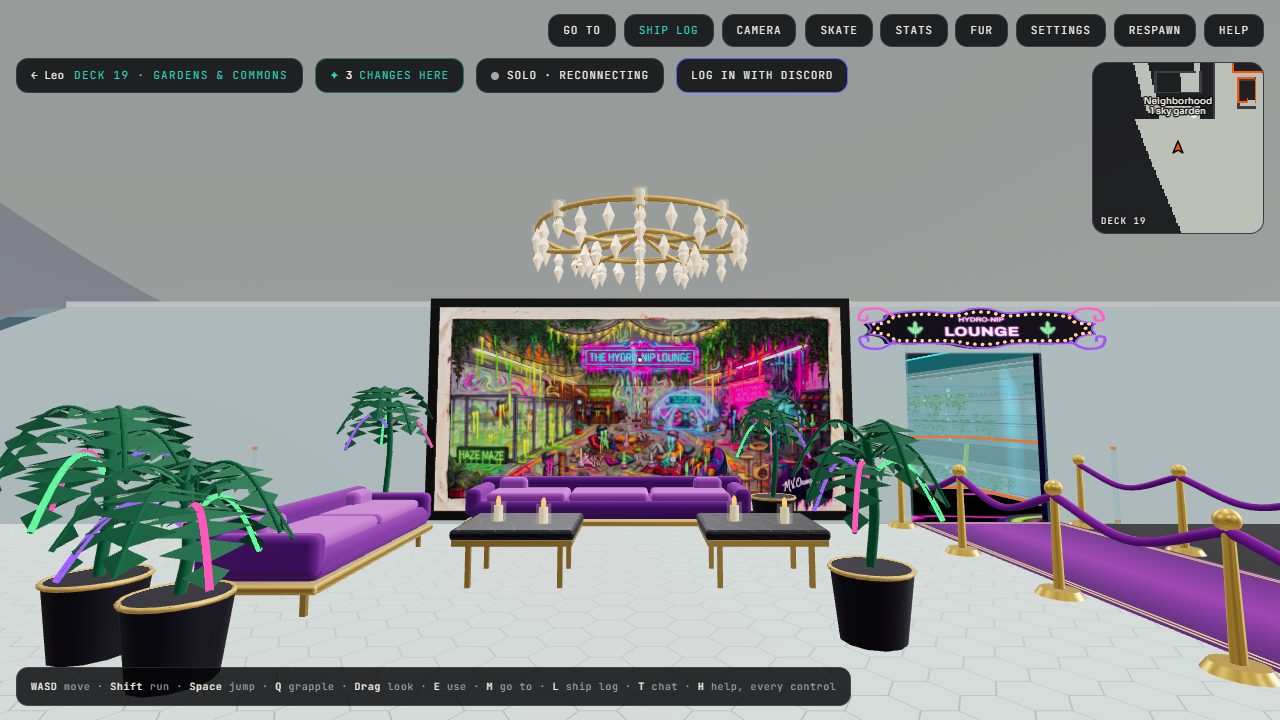 GO TO
SHIP LOG
CAMERA
SKATE
STATS
FUR
SETTINGS
RESPAWN
HELP
← Leo DECK 19 · GARDENS & COMMONS
✦ 3 CHANGES HERE
SOLO · RECONNECTING
LOG IN WITH DISCORD
Neighborhood
1 sky garden
DECK 19
HYDRO-NIP
LOUNGE
THE HYDRO-NIP LOUNGE
HAZE MAZE
WASD move · Shift run · Space jump · Q grapple · Drag look · E use · M go to · L ship log · T chat · H help, every control